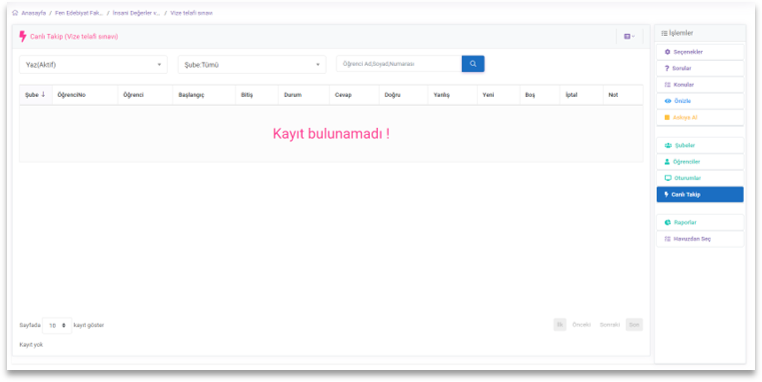 Anasayfa / Fen Edebiyat Fak... / İnsani Değerler v... / Vize telafi sınavı
Canlı Takip (Vize telafi sınavı)
Yaz(Aktif)
Şube:Tümü
Öğrenci Ad,Soyad,Numarası
Şube ↓ ÖğrenciNo Öğrenci Başlangıç Bitiş Durum Cevap Doğru Yanlış Yeni Boş İptal Not
Kayıt bulunamadı !
Sayfada 10 kayıt göster
İlk Önceki Sonraki Son
Kayıt yok
İşlemler
Seçenekler
Sorular
Konular
Önizle
Askıya Al
Şubeler
Öğrenciler
Oturumlar
Canlı Takip
Raporlar
Havuzdan Seç